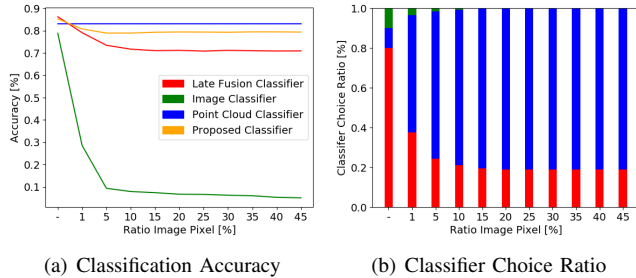 0.9
0.8
0.7
0.6
0.5
0.4
0.3
0.2
0.1
Accuracy [%]
Late Fusion Classifier
Image Classifier
Point Cloud Classifier
Proposed Classifier
- 1 5 10 15 20 25 30 35 40 45
Ratio Image Pixel [%]
(a) Classification Accuracy
1.0
0.8
0.6
0.4
0.2
0.0
Classifer Choice Ratio
- 1 5 10 15 20 25 30 35 40 45
Ratio Image Pixel [%]
(b) Classifier Choice Ratio